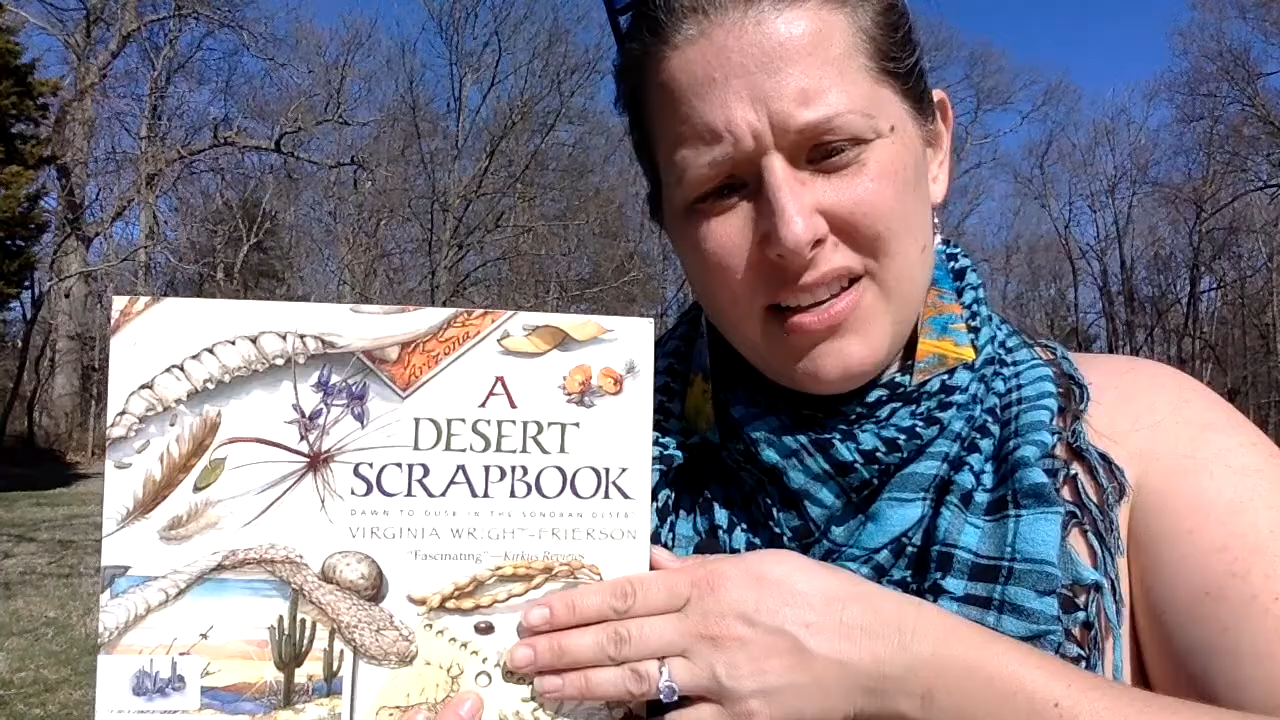 Arizona
A
DESERT
SCRAPBOOK
DAWN TO DUSK IN THE SONORAN DESERT
VIRGINIA WRIGHT-FRIERSON
"Fascinating" —Kirkus Reviews